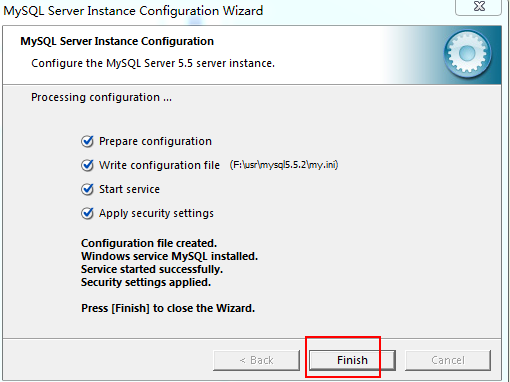 MySQL Server Instance Configuration Wizard
MySQL Server Instance Configuration
Configure the MySQL Server 5.5 server instance.
Processing configuration ...
Prepare configuration
Write configuration file (F:\usr\mysql5.5.2\my.ini)
Start service
Apply security settings
Configuration file created.
Windows service MySQL installed.
Service started successfully.
Security settings applied.
Press [Finish] to close the Wizard.
< Back Finish Cancel